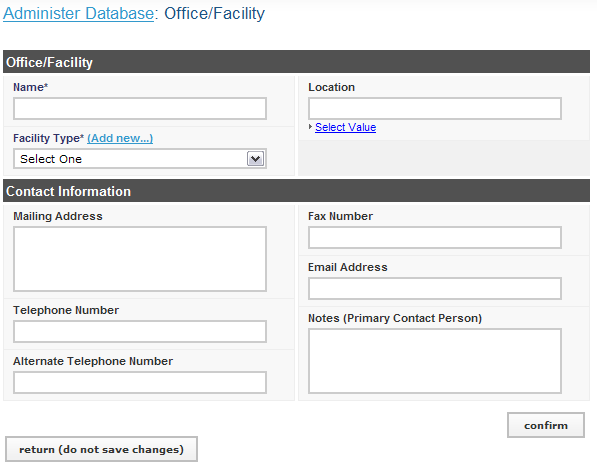 Administer Database: Office/Facility
Office/Facility
Name*
Location
Select Value
Facility Type* (Add new...)
Select One
Contact Information
Mailing Address
Fax Number
Email Address
Telephone Number
Notes (Primary Contact Person)
Alternate Telephone Number
confirm
return (do not save changes)